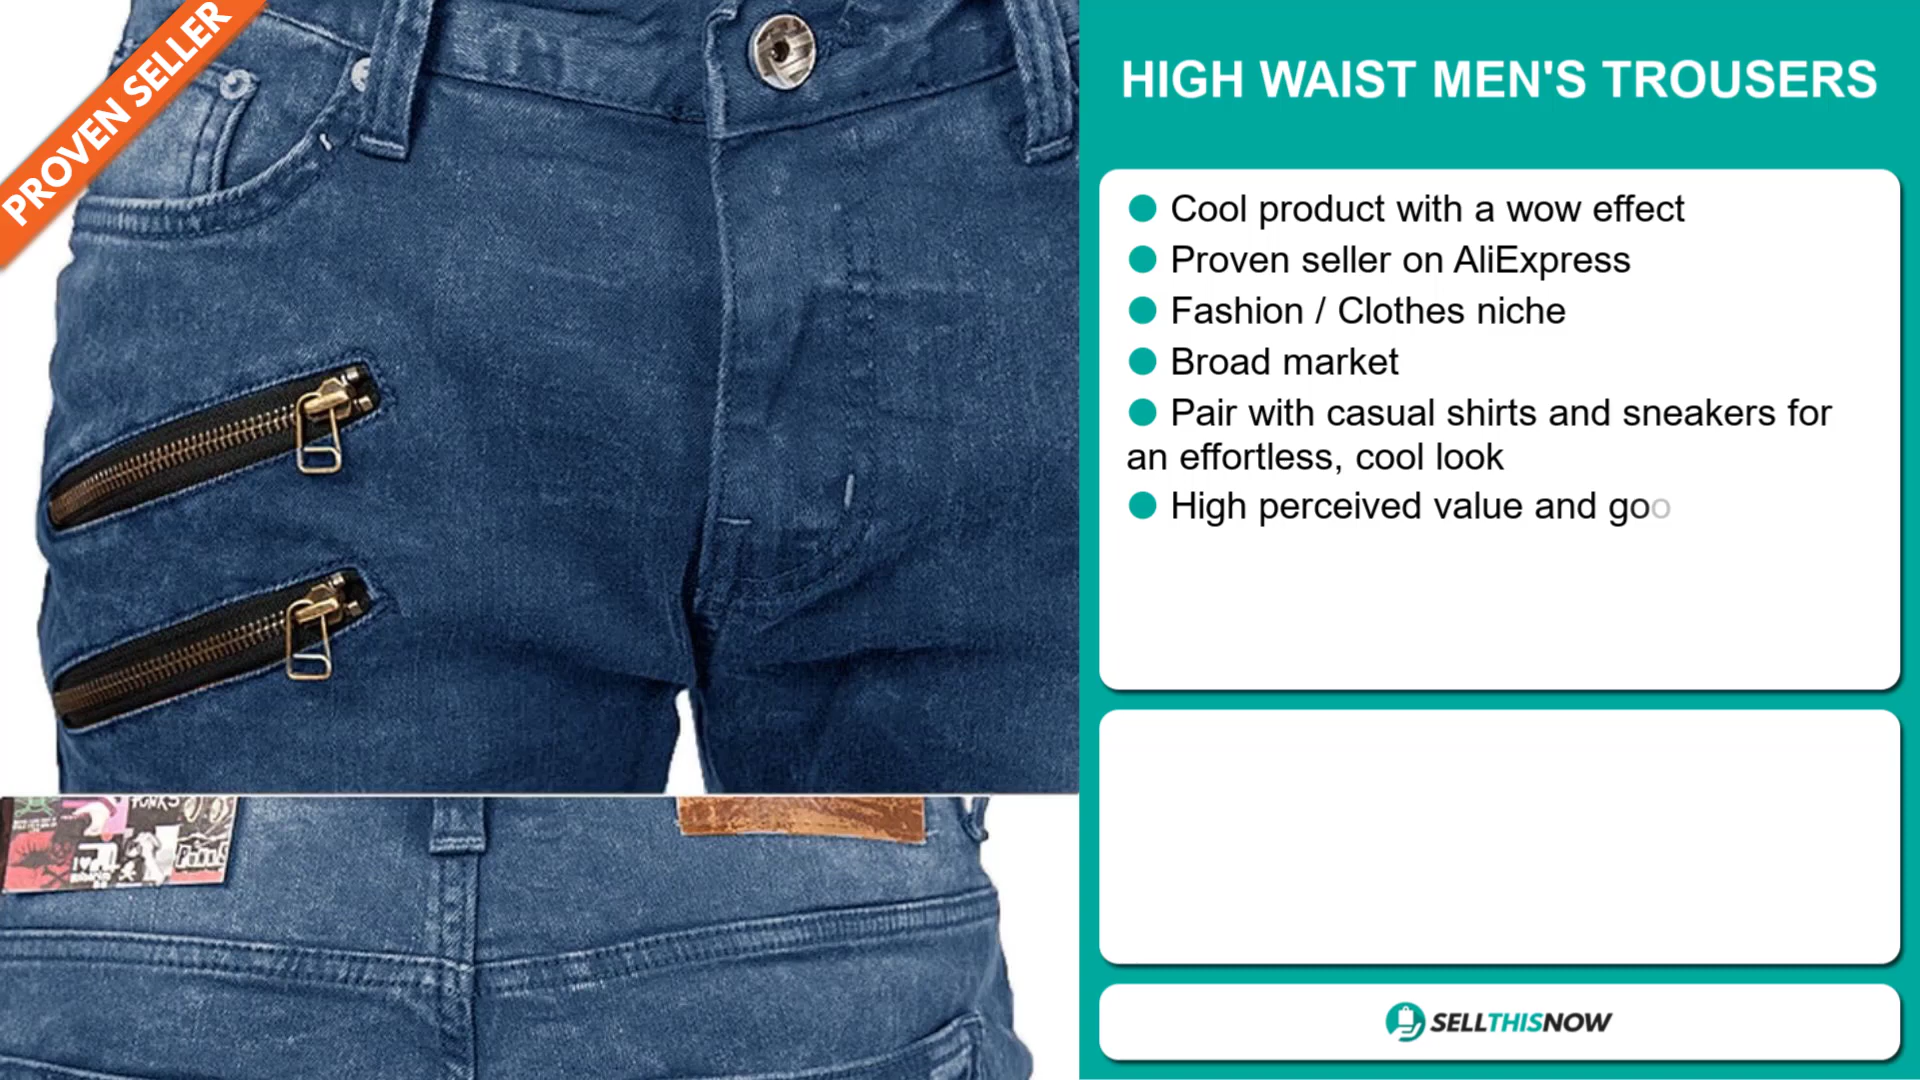 PROVEN SELLER
HIGH WAIST MEN'S TROUSERS
Cool product with a wow effect
Proven seller on AliExpress
Fashion / Clothes niche
Broad market
Pair with casual shirts and sneakers for
an effortless, cool look
High perceived value and goo
PUNKS
SELLTHISNOW